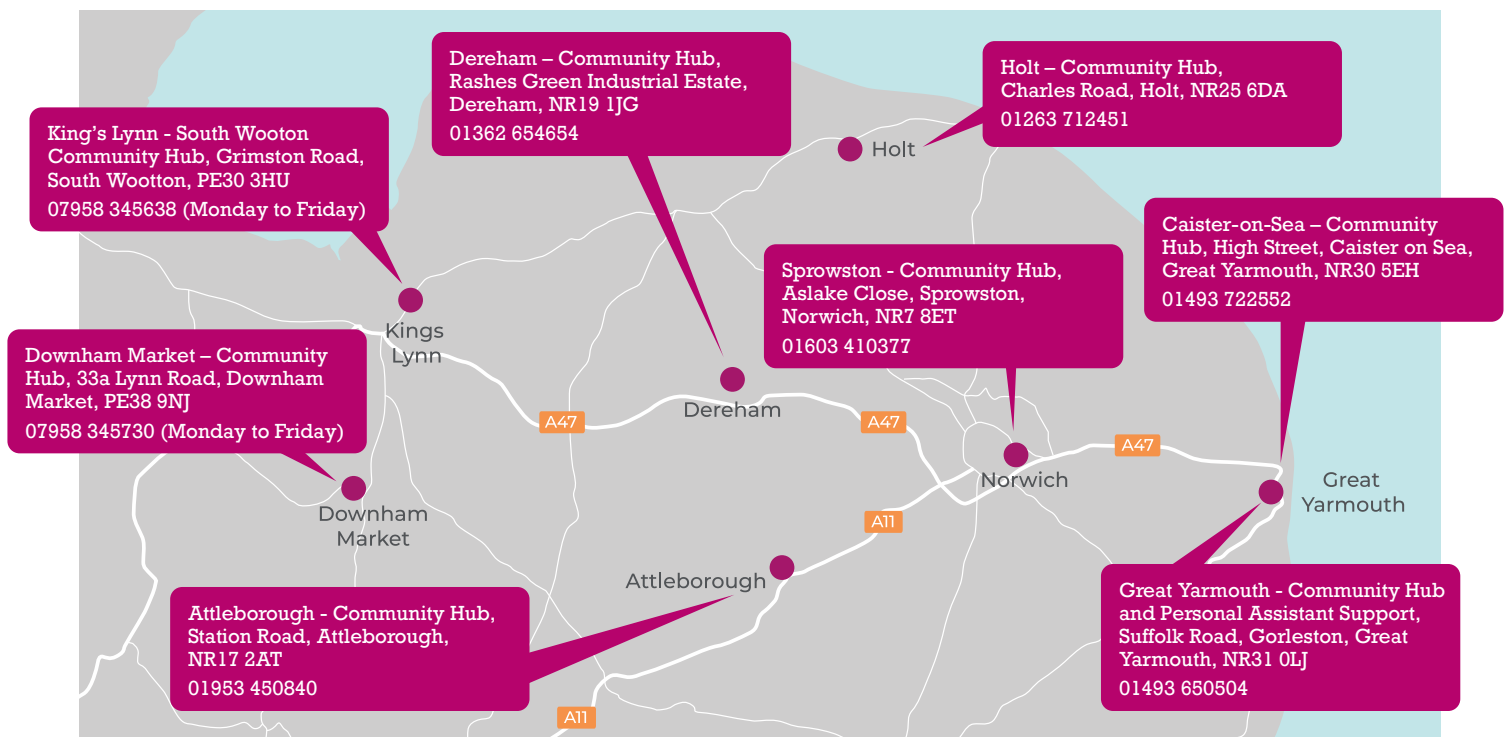 Dereham – Community Hub,
Rashes Green Industrial Estate,
Dereham, NR19 1JG
01362 654654
Holt – Community Hub,
Charles Road, Holt, NR25 6DA
01263 712451
King's Lynn - South Wooton
Community Hub, Grimston Road,
South Wootton, PE30 3HU
07958 345638 (Monday to Friday)
Holt
Caister-on-Sea – Community
Hub, High Street, Caister on Sea,
Great Yarmouth, NR30 5EH
01493 722552
Sprowston - Community Hub,
Aslake Close, Sprowston,
Norwich, NR7 8ET
01603 410377
Kings
Lynn
Downham Market – Community
Hub, 33a Lynn Road, Downham
Market, PE38 9NJ
07958 345730 (Monday to Friday)
Dereham
A47
A47
A47
Norwich
Great
Yarmouth
Downham
Market
A11
Attleborough
Attleborough - Community Hub,
Station Road, Attleborough,
NR17 2AT
01953 450840
Great Yarmouth - Community Hub
and Personal Assistant Support,
Suffolk Road, Gorleston, Great
Yarmouth, NR31 0LJ
01493 650504
A11